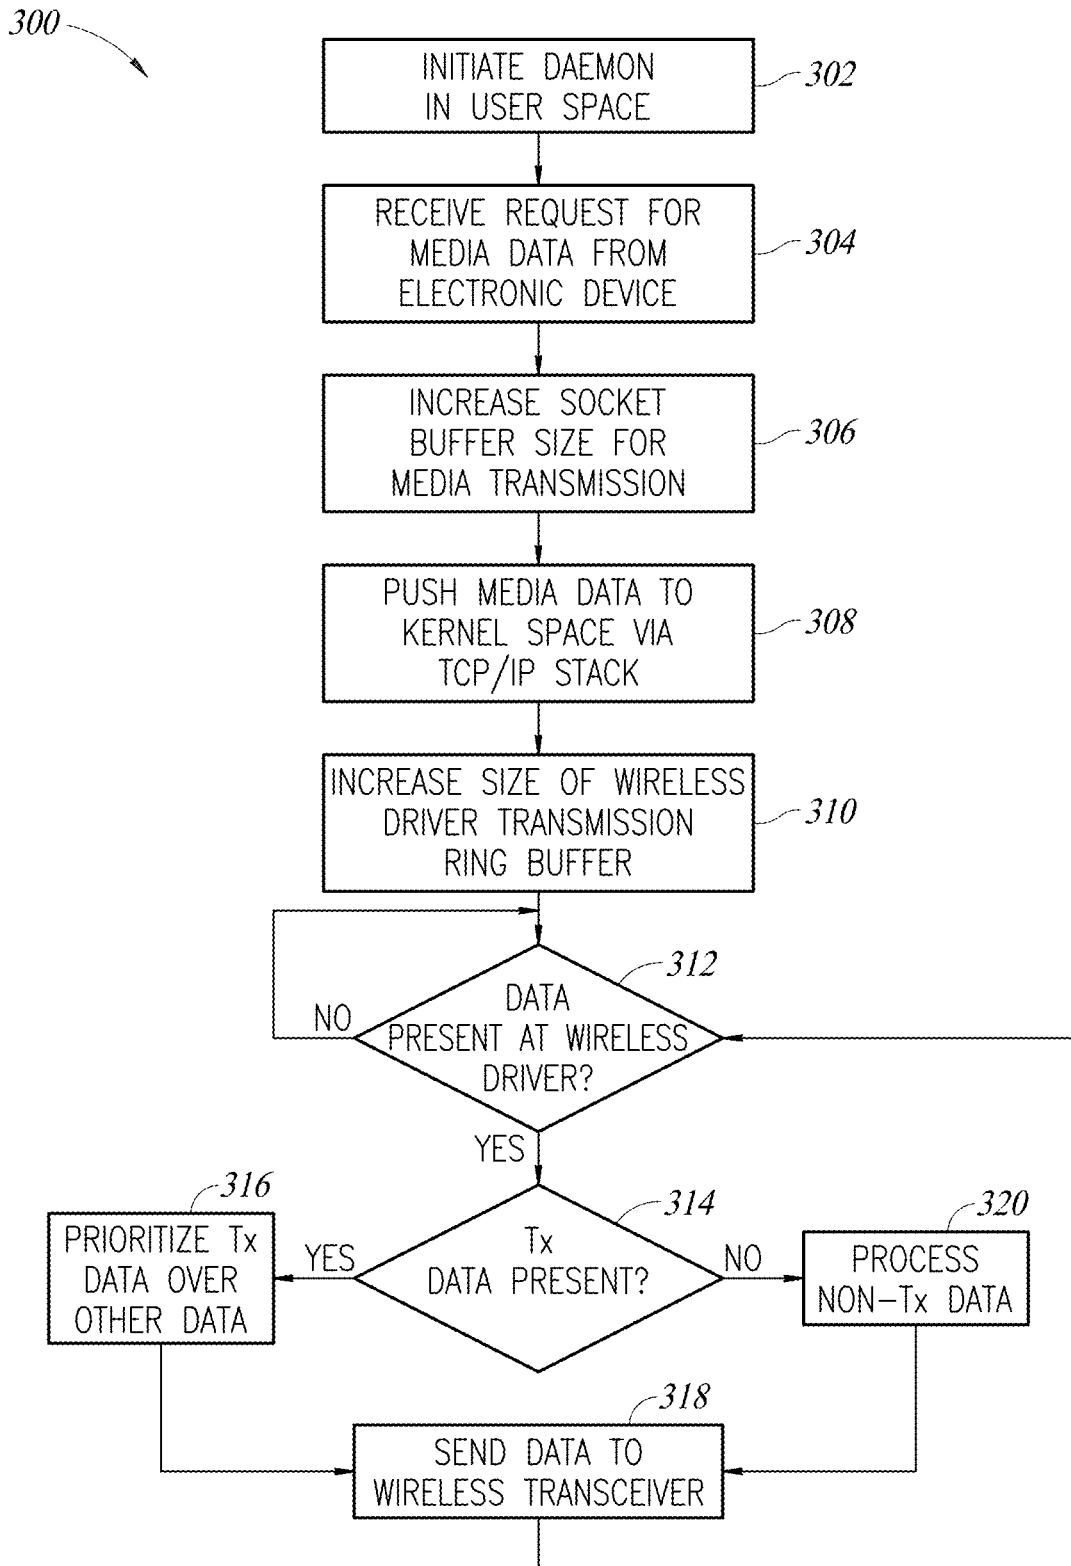 300
INITIATE DAEMON
IN USER SPACE
302
RECEIVE REQUEST FOR
MEDIA DATA FROM
ELECTRONIC DEVICE
304
INCREASE SOCKET
BUFFER SIZE FOR
MEDIA TRANSMISSION
306
PUSH MEDIA DATA TO
KERNEL SPACE VIA
TCP/IP STACK
308
INCREASE SIZE OF WIRELESS
DRIVER TRANSMISSION
RING BUFFER
310
312
DATA
PRESENT AT WIRELESS
DRIVER?
NO
YES
314
Tx
DATA PRESENT?
YES
NO
316
PRIORITIZE Tx
DATA OVER
OTHER DATA
320
PROCESS
NON-Tx DATA
318
SEND DATA TO
WIRELESS TRANSCEIVER